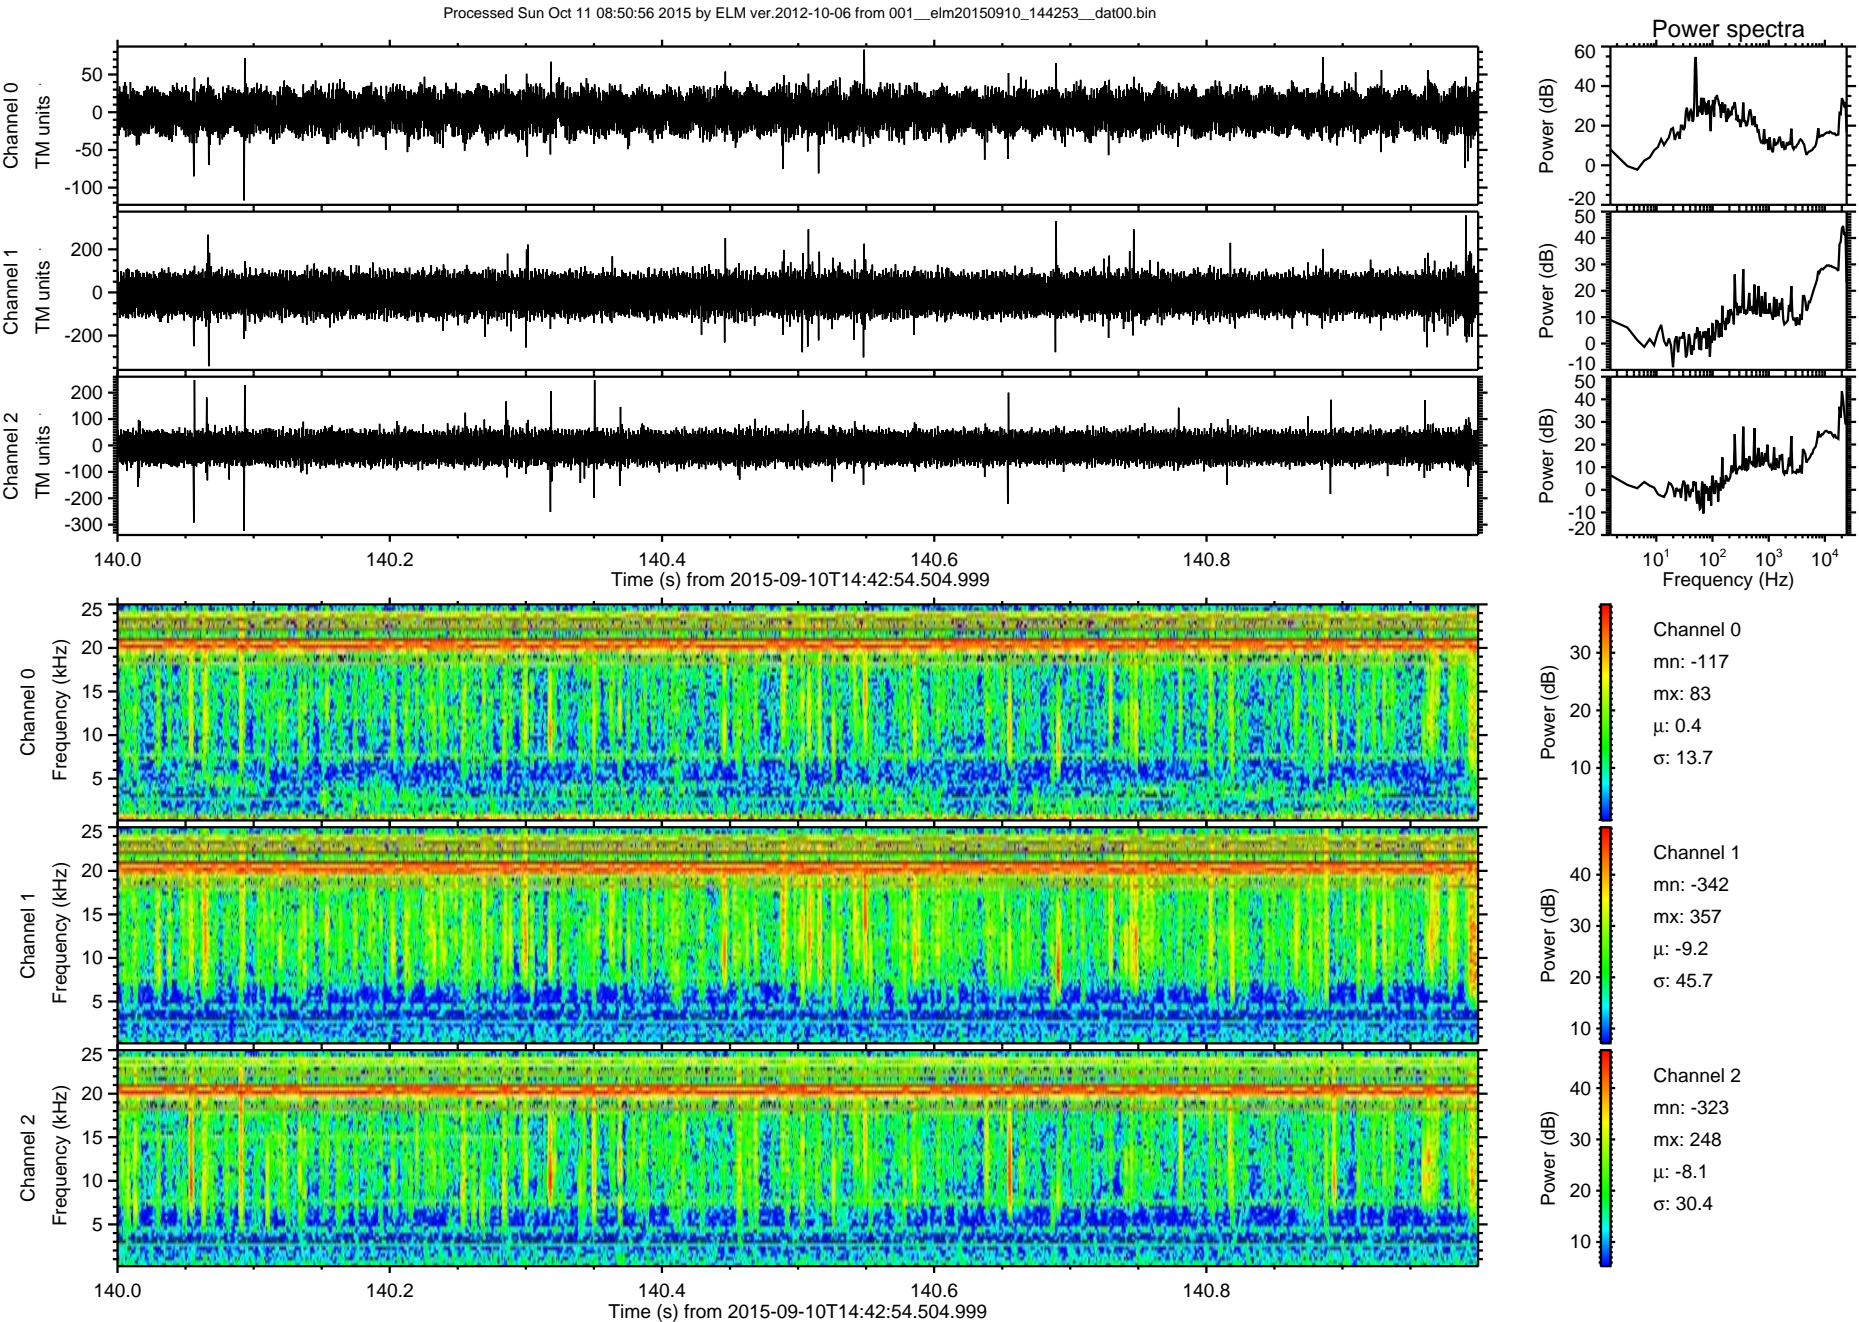 Processed Sun Oct 11 08:50:56 2015 by ELM ver.2012-10-06 from 001__elm20150910_144253__dat00.bin
Power spectra
Channel 0
TM units
50
0
-50
-100
Power (dB)
60
40
20
0
-20
Channel 1
TM units
200
0
-200
Power (dB)
50
40
30
20
10
0
-10
Channel 2
TM units
200
100
0
-100
-200
-300
Power (dB)
50
40
30
20
10
0
-10
-20
140.0 140.2 140.4 140.6 140.8
Time (s) from 2015-09-10T14:42:54.504.999
10¹ 10² 10³ 10⁴
Frequency (Hz)
Channel 0
Frequency (kHz)
25
20
15
10
5
Power (dB)
30
20
10
Channel 0
mn: -117
mx: 83
μ: 0.4
σ: 13.7
Channel 1
Frequency (kHz)
25
20
15
10
5
Power (dB)
40
30
20
10
Channel 1
mn: -342
mx: 357
μ: -9.2
σ: 45.7
Channel 2
Frequency (kHz)
25
20
15
10
5
Power (dB)
40
30
20
10
Channel 2
mn: -323
mx: 248
μ: -8.1
σ: 30.4
140.0 140.2 140.4 140.6 140.8
Time (s) from 2015-09-10T14:42:54.504.999